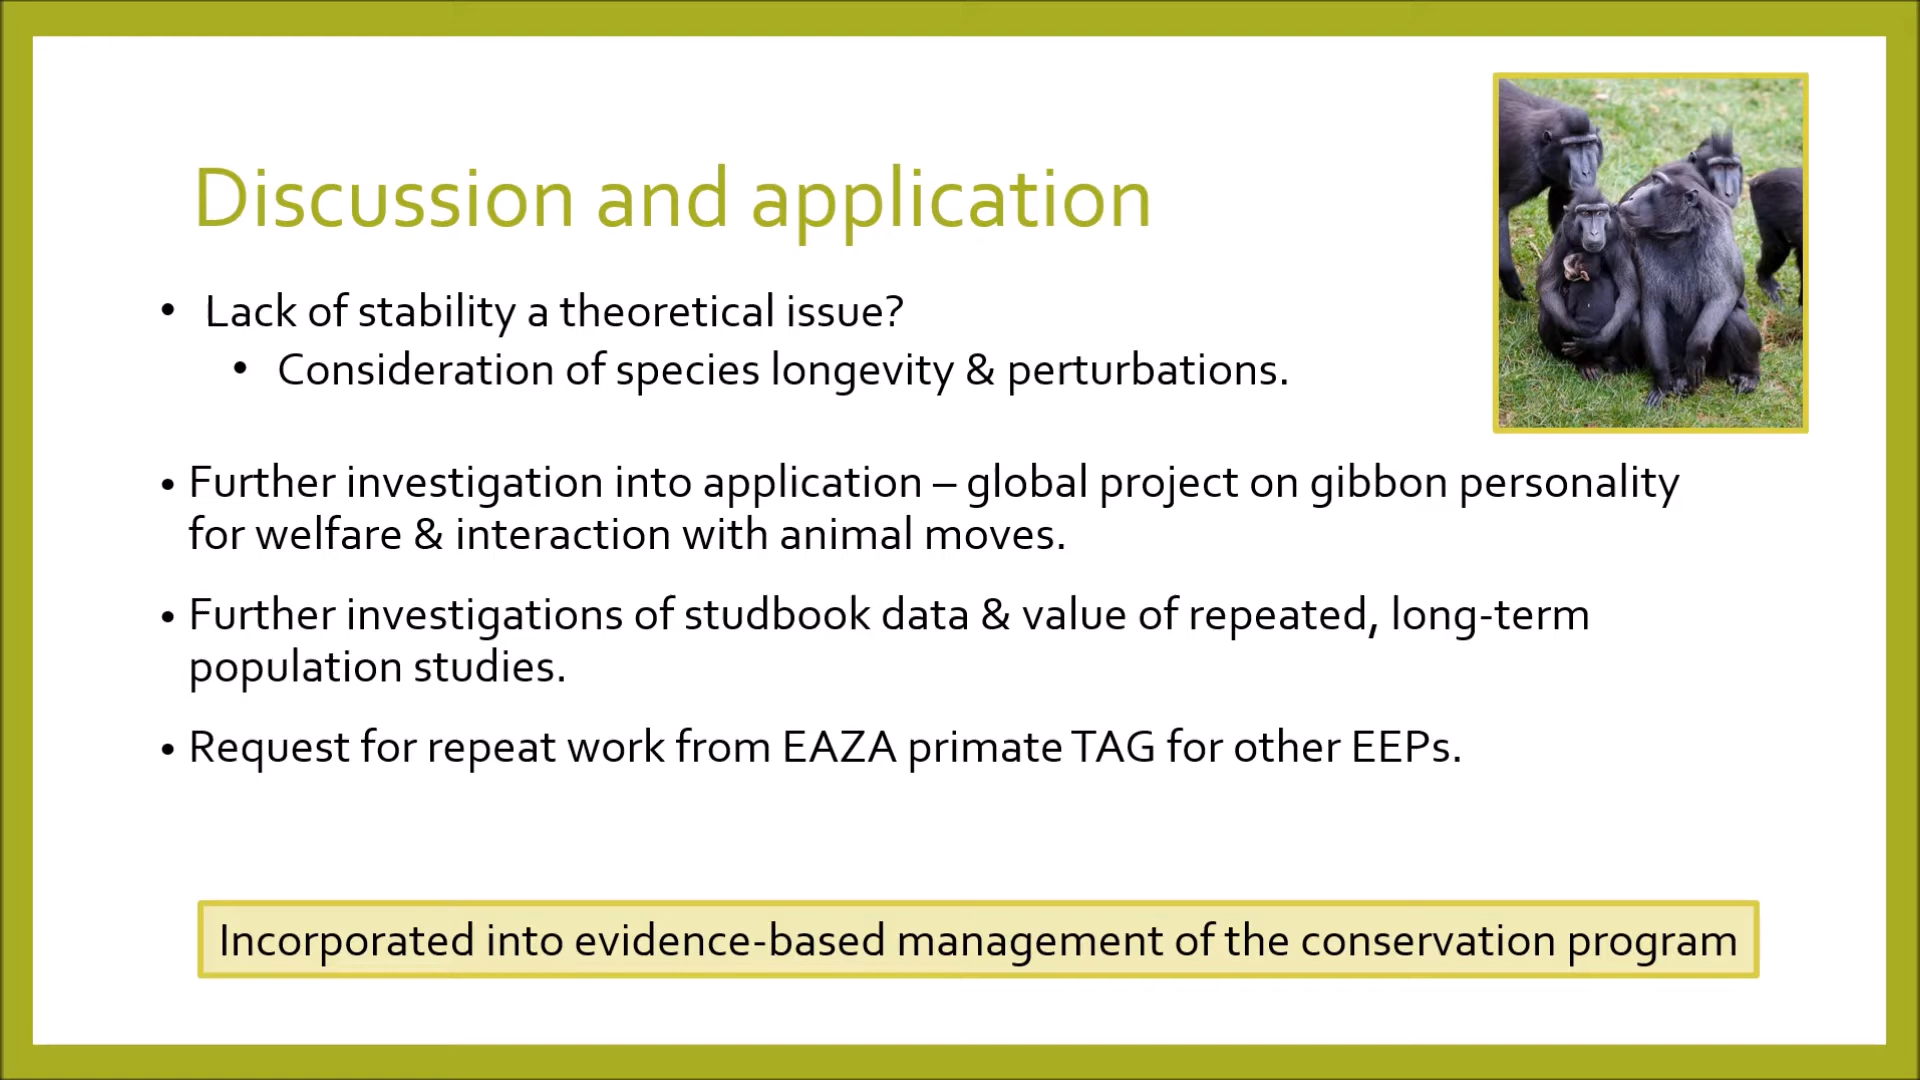 Discussion and application
• Lack of stability a theoretical issue?
• Consideration of species longevity & perturbations.
• Further investigation into application – global project on gibbon personality
for welfare & interaction with animal moves.
• Further investigations of studbook data & value of repeated, long-term
population studies.
• Request for repeat work from EAZA primate TAG for other EEPs.
Incorporated into evidence-based management of the conservation program